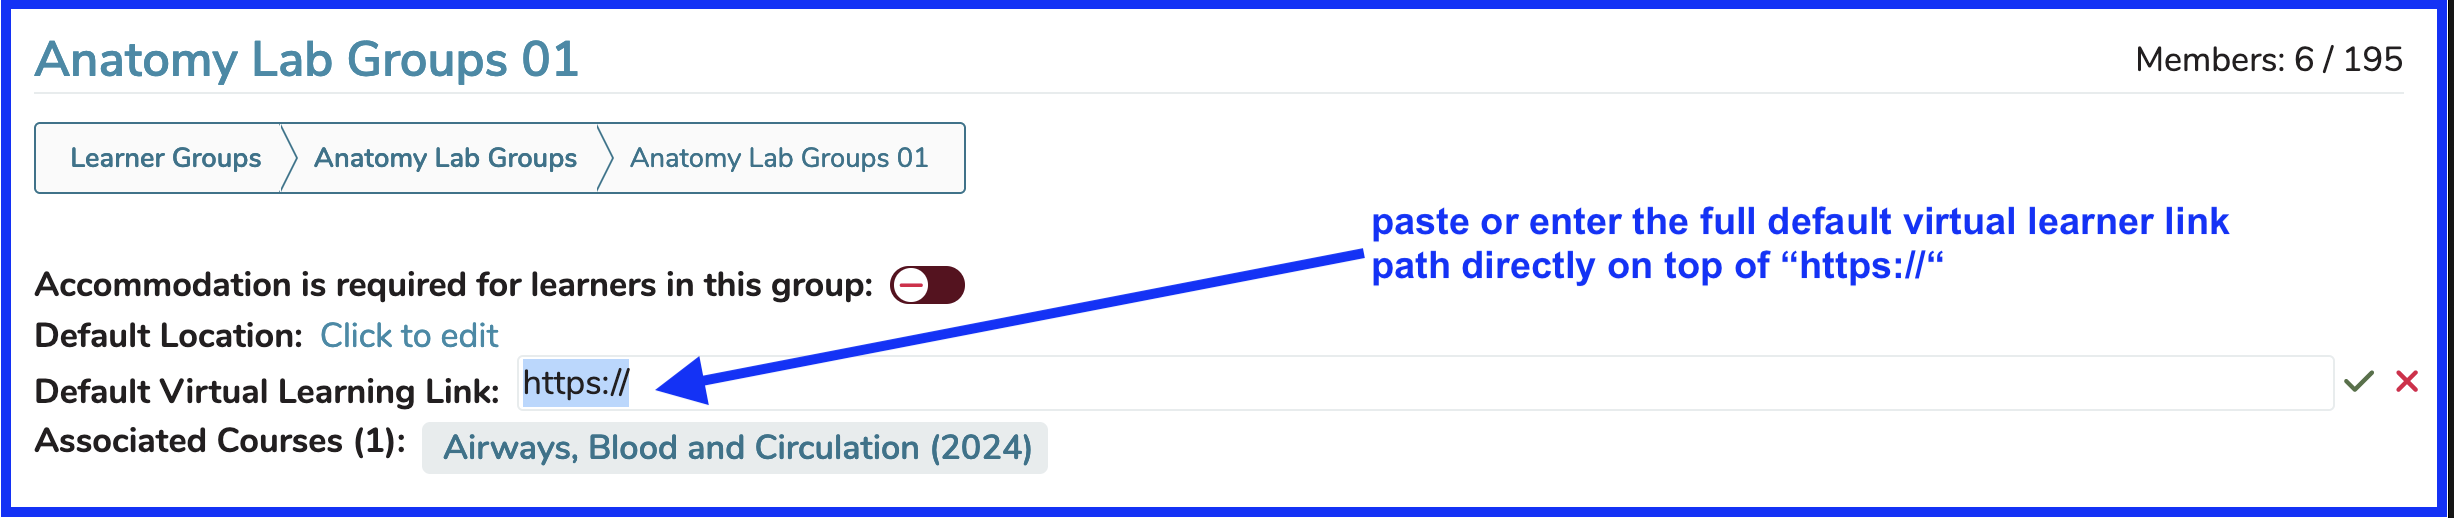 Anatomy Lab Groups 01
Members: 6 / 195
Learner Groups
Anatomy Lab Groups
Anatomy Lab Groups 01
paste or enter the full default virtual learner link
path directly on top of “https://“
Accommodation is required for learners in this group:
Default Location: Click to edit
Default Virtual Learning Link: https://
Associated Courses (1): Airways, Blood and Circulation (2024)